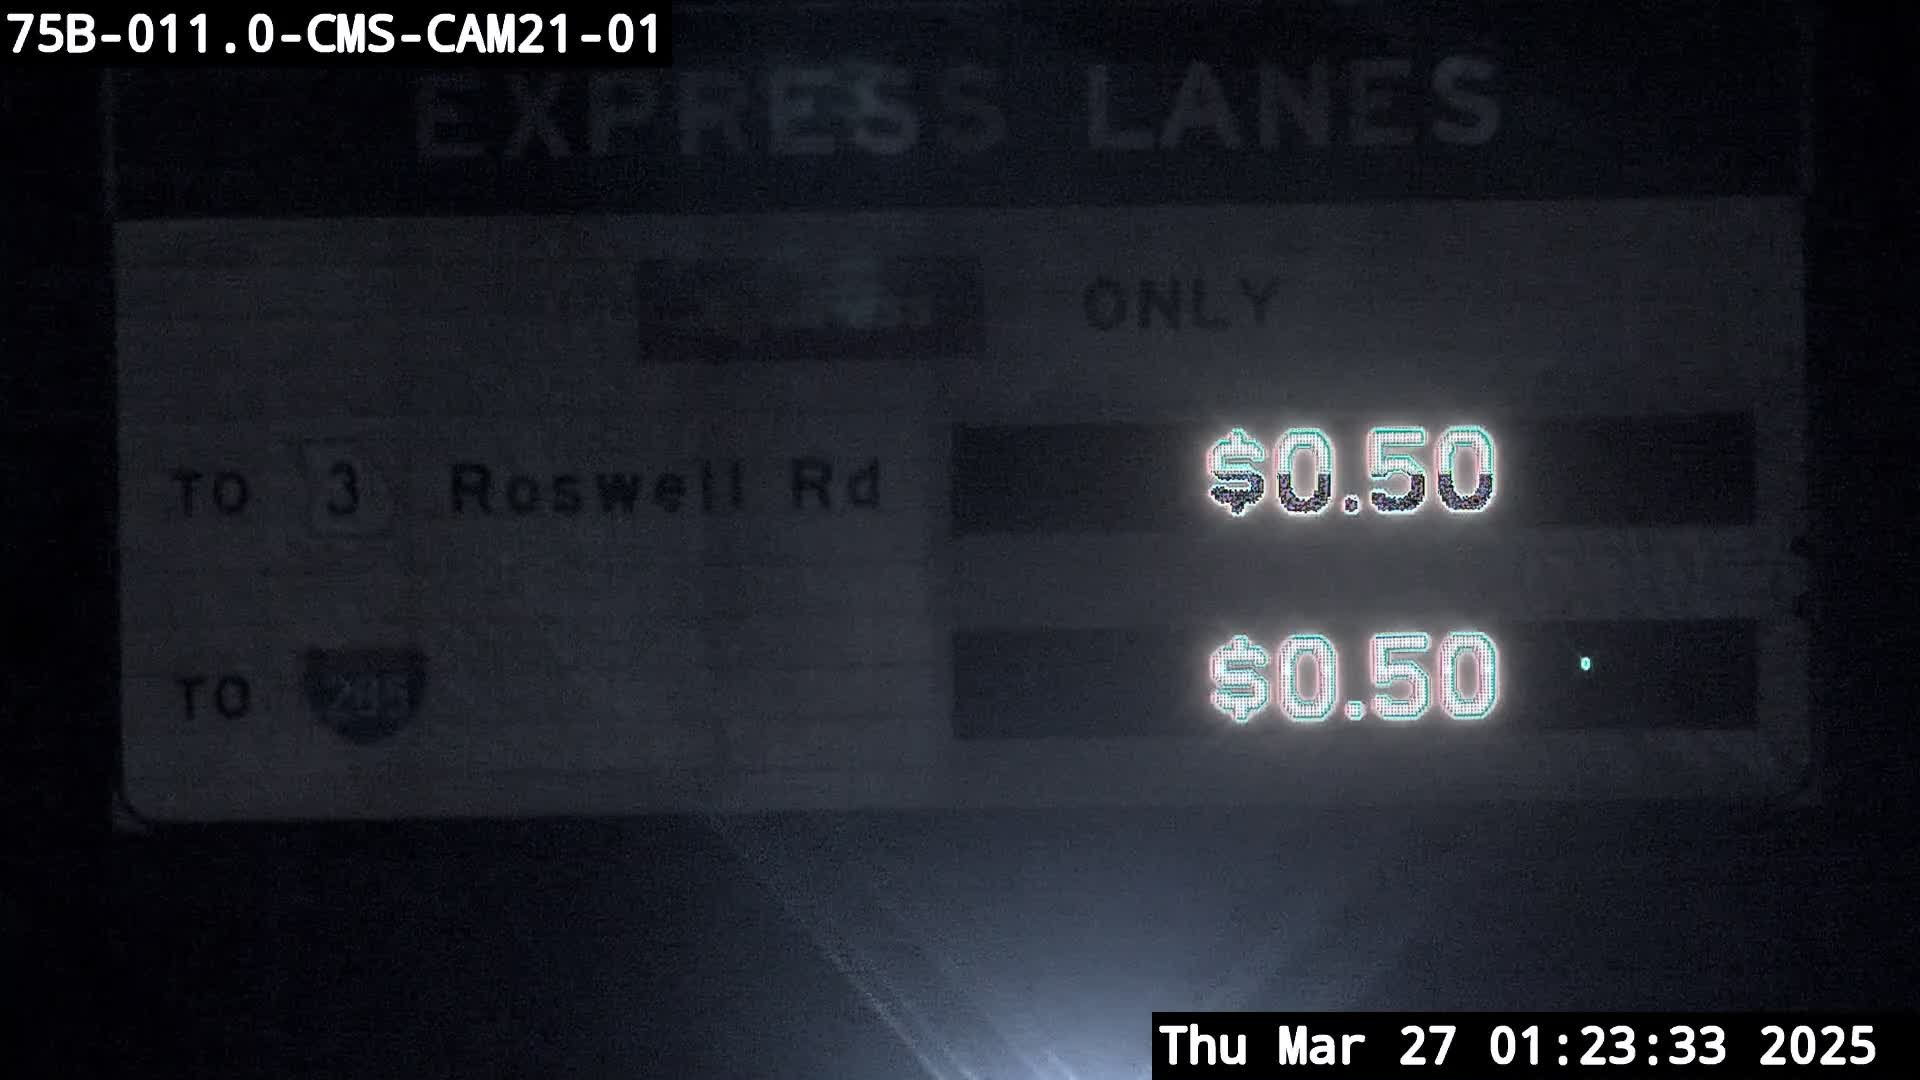 75B-011.0-CMS-CAM21-01
EXPRESS LANES
ONLY
TO 3 Roswell Rd $0.50
TO 285 $0.50
Thu Mar 27 01:23:33 2025